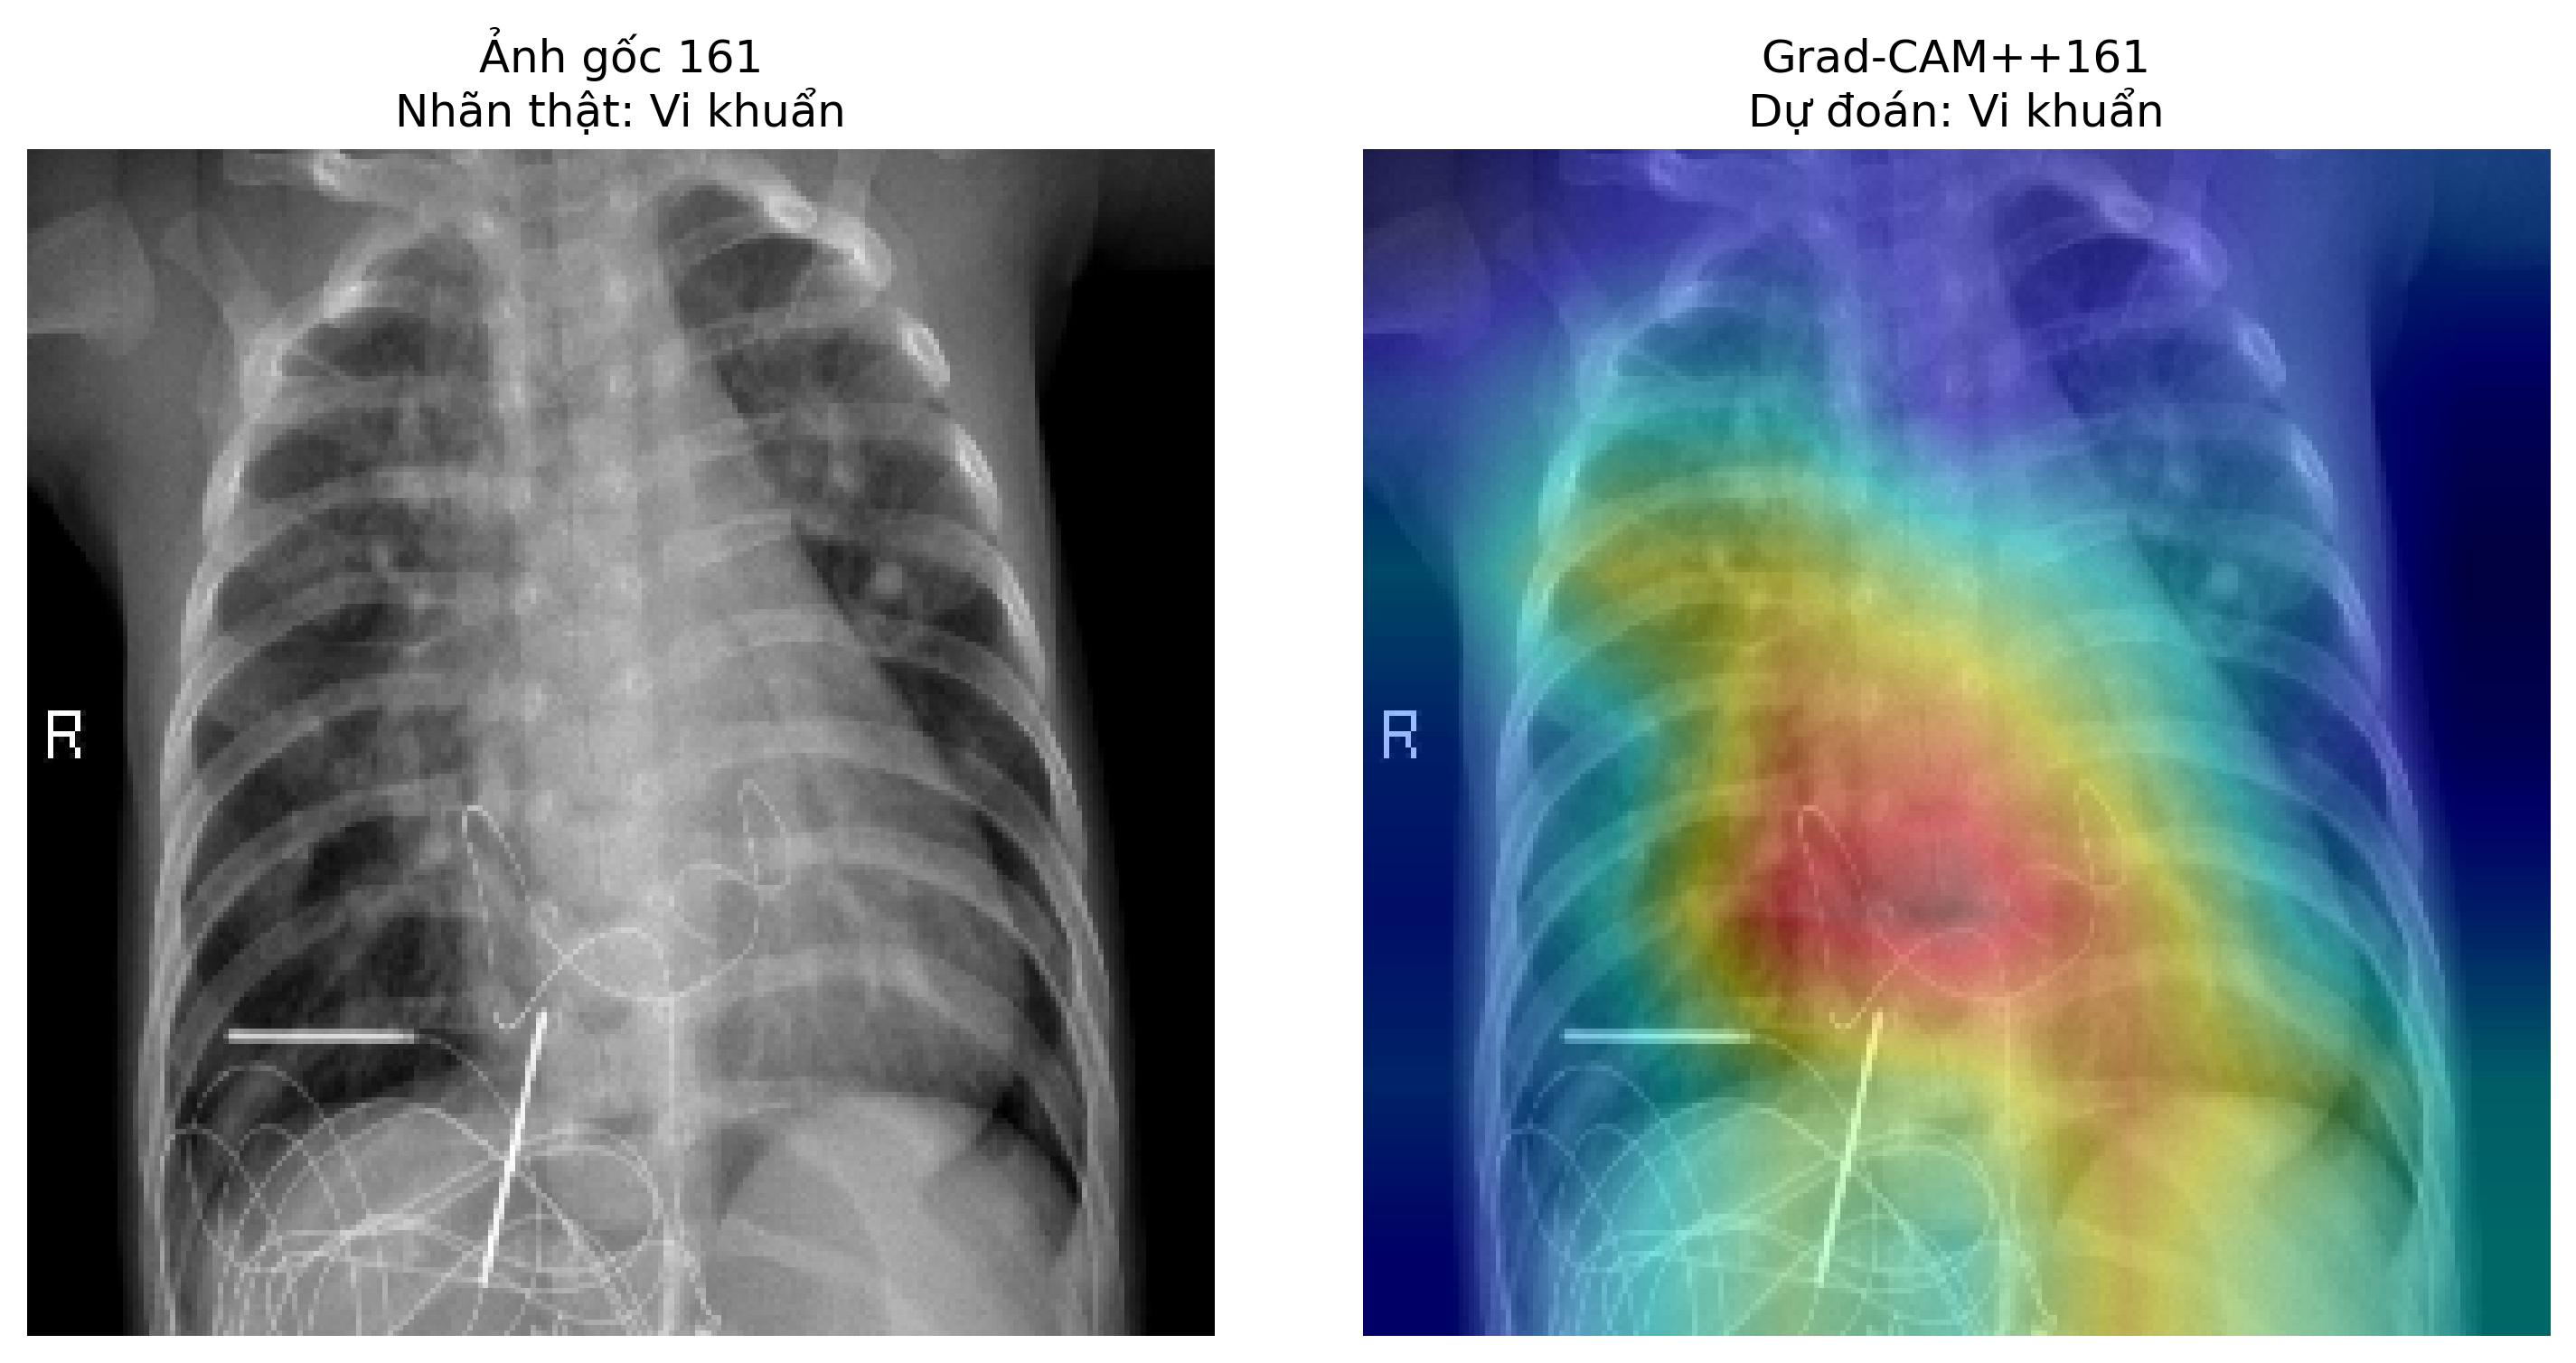 Ảnh gốc 161
Nhãn thật: Vi khuẩn
Grad-CAM++161
Dự đoán: Vi khuẩn
R
R